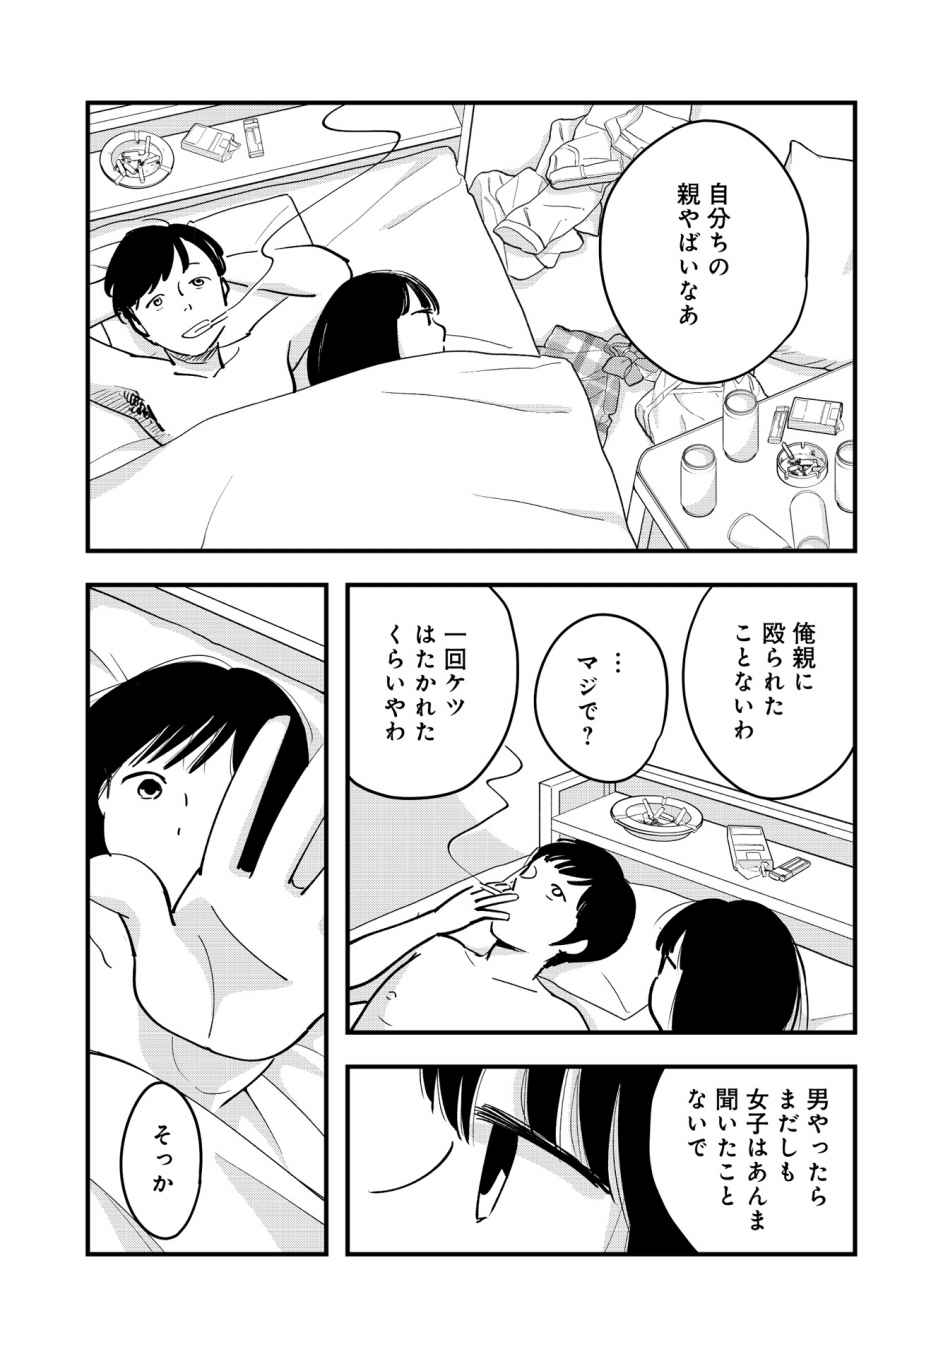 自分ちの
親やばいなあ
俺親に
殴られた
ことないわ
…
マジで?
一回ケツ
はたかれた
くらいやわ
男やったら
まだしも
女子はあんま
聞いたこと
ないで
そっか